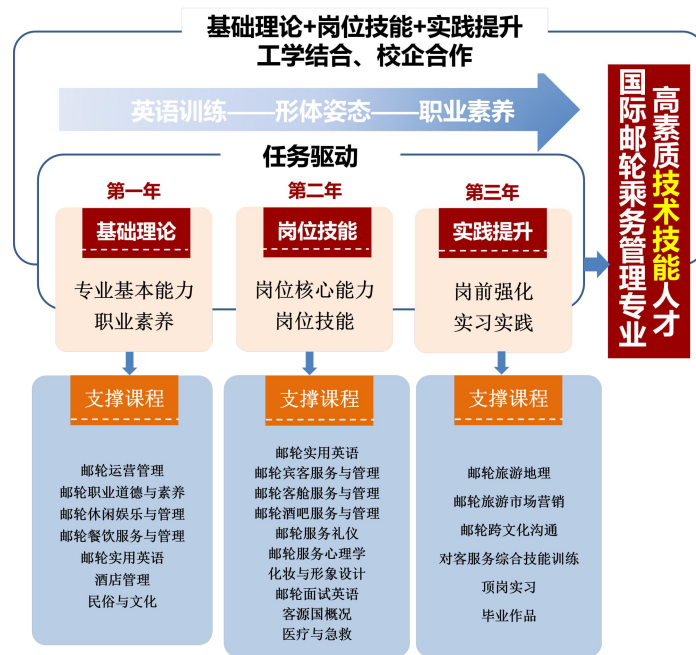 基础理论+岗位技能+实践提升
工学结合、校企合作
英语训练——形体姿态——职业素养
任务驱动
第一年
基础理论
专业基本能力
职业素养
第二年
岗位技能
岗位核心能力
岗位技能
第三年
实践提升
岗前强化
实习实践
支撑课程
邮轮运营管理
邮轮职业道德与素养
邮轮休闲娱乐与管理
邮轮餐饮服务与管理
邮轮实用英语
酒店管理
民俗与文化
支撑课程
邮轮实用英语
邮轮宾客服务与管理
邮轮客舱服务与管理
邮轮酒吧服务与管理
邮轮服务礼仪
邮轮服务心理学
化妆与形象设计
邮轮面试英语
客源国概况
医疗与急救
支撑课程
邮轮旅游地理
邮轮旅游市场营销
邮轮跨文化沟通
对客服务综合技能训练
顶岗实习
毕业作品
高素质技术技能人才
国际邮轮乘务管理专业